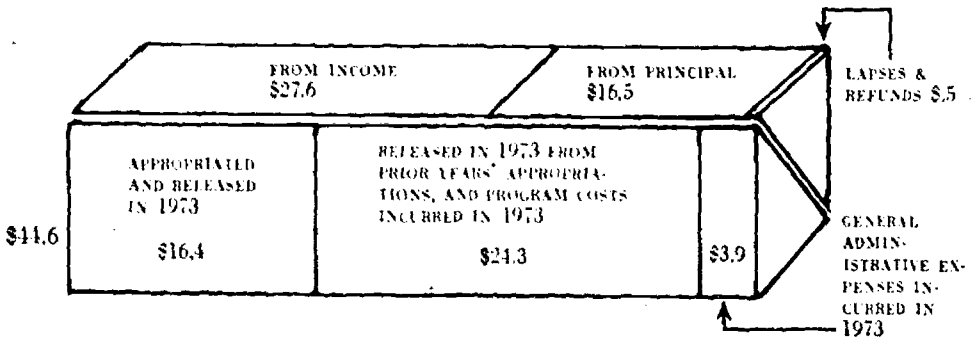 FROM INCOME
$27.6
FROM PRINCIPAL
$16.5
LAPSES &
REFUNDS $.5
APPROPRIATED
AND RELEASED
IN 1973
$16.4
RELEASED IN 1973 FROM
PRIOR YEARS' APPROPRIA-
TIONS, AND PROGRAM COSTS
INCURRED IN 1973
$24.3
$3.9
$44.6
GENERAL
ADMIN-
ISTRATIVE EX-
PENSES IN-
CURRED IN
1973